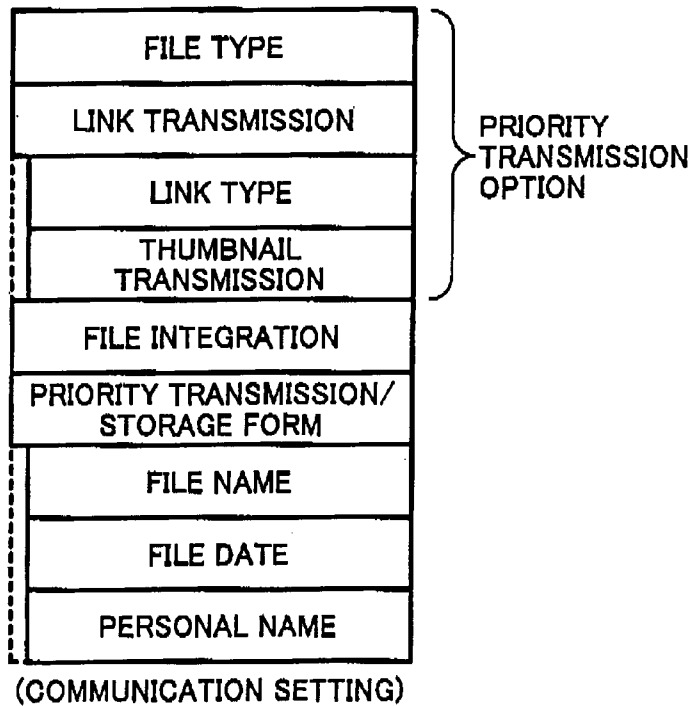 FILE TYPE
LINK TRANSMISSION
LINK TYPE
THUMBNAIL
TRANSMISSION
PRIORITY
TRANSMISSION
OPTION
FILE INTEGRATION
PRIORITY TRANSMISSION/
STORAGE FORM
FILE NAME
FILE DATE
PERSONAL NAME
(COMMUNICATION SETTING)